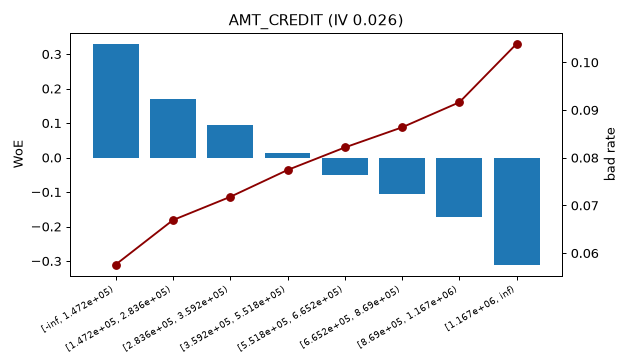 AMT_CREDIT (IV 0.026)
WoE
0.3
0.2
0.1
0.0
−0.1
−0.2
−0.3
0.10
0.09
0.08
0.07
0.06
bad rate
[-inf, 1.472e+05)
[1.472e+05, 2.836e+05)
[2.836e+05, 3.592e+05)
[3.592e+05, 5.518e+05)
[5.518e+05, 6.652e+05)
[6.652e+05, 8.69e+05)
[8.69e+05, 1.167e+06)
[1.167e+06, inf)